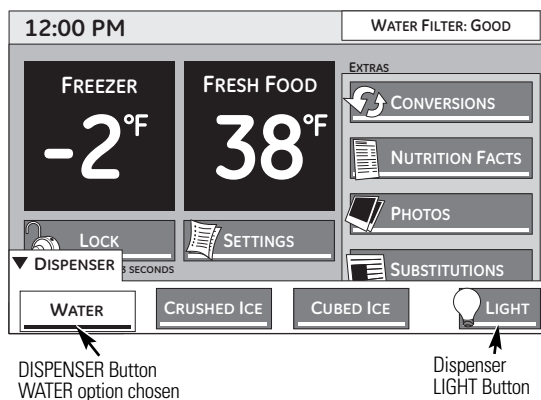 12:00 PM
WATER FILTER: GOOD
FREEZER
-2°F
FRESH FOOD
38°F
EXTRAS
CONVERSIONS
NUTRITION FACTS
PHOTOS
SUBSTITUTIONS
LOCK
SECONDS
SETTINGS
▼ DISPENSER
WATER
CRUSHED ICE
CUBED ICE
LIGHT
DISPENSER Button
WATER option chosen
Dispenser
LIGHT Button